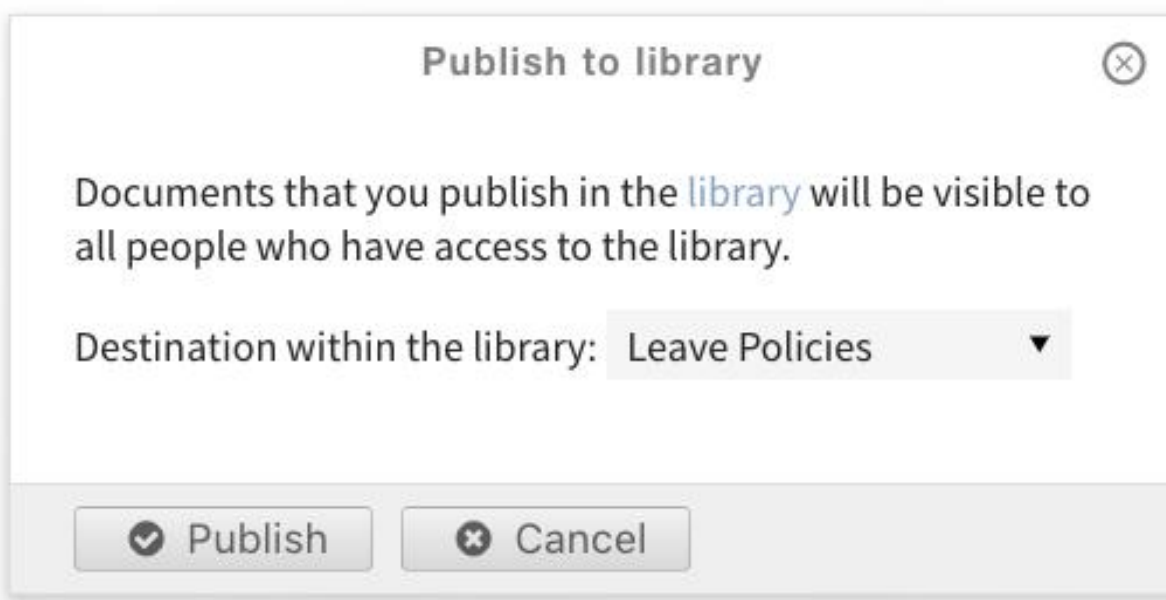 Publish to library
Documents that you publish in the library will be visible to
all people who have access to the library.
Destination within the library: Leave Policies
Publish Cancel